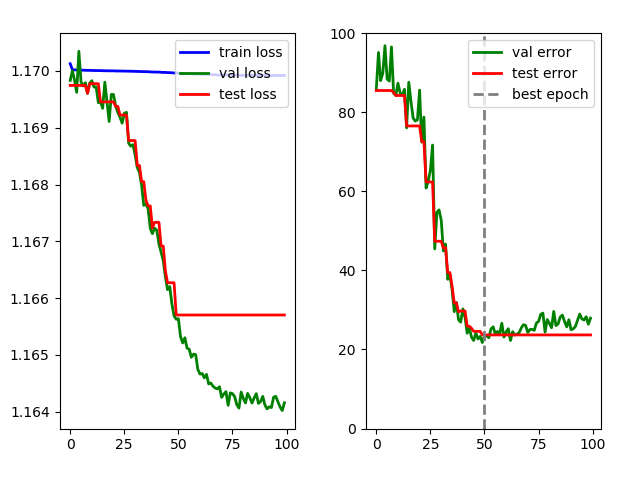 train loss
val loss
test loss
1.170
1.169
1.168
1.167
1.166
1.165
1.164
0 25 50 75 100
val error
test error
best epoch
100
80
60
40
20
0
0 25 50 75 100